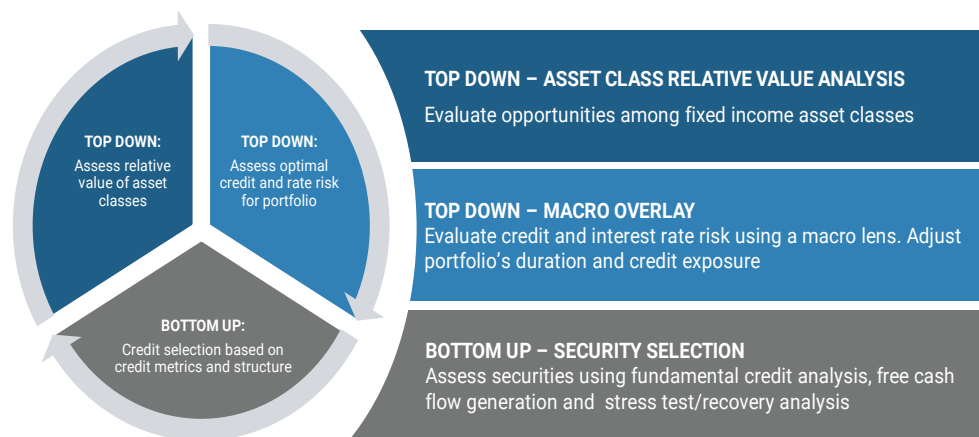 TOP DOWN:
Assess relative
value of asset
classes
TOP DOWN:
Assess optimal
credit and rate risk
for portfolio
BOTTOM UP:
Credit selection based on
credit metrics and structure
TOP DOWN – ASSET CLASS RELATIVE VALUE ANALYSIS
Evaluate opportunities among fixed income asset classes
TOP DOWN – MACRO OVERLAY
Evaluate credit and interest rate risk using a macro lens. Adjust
portfolio’s duration and credit exposure
BOTTOM UP – SECURITY SELECTION
Assess securities using fundamental credit analysis, free cash
flow generation and  stress test/recovery analysis